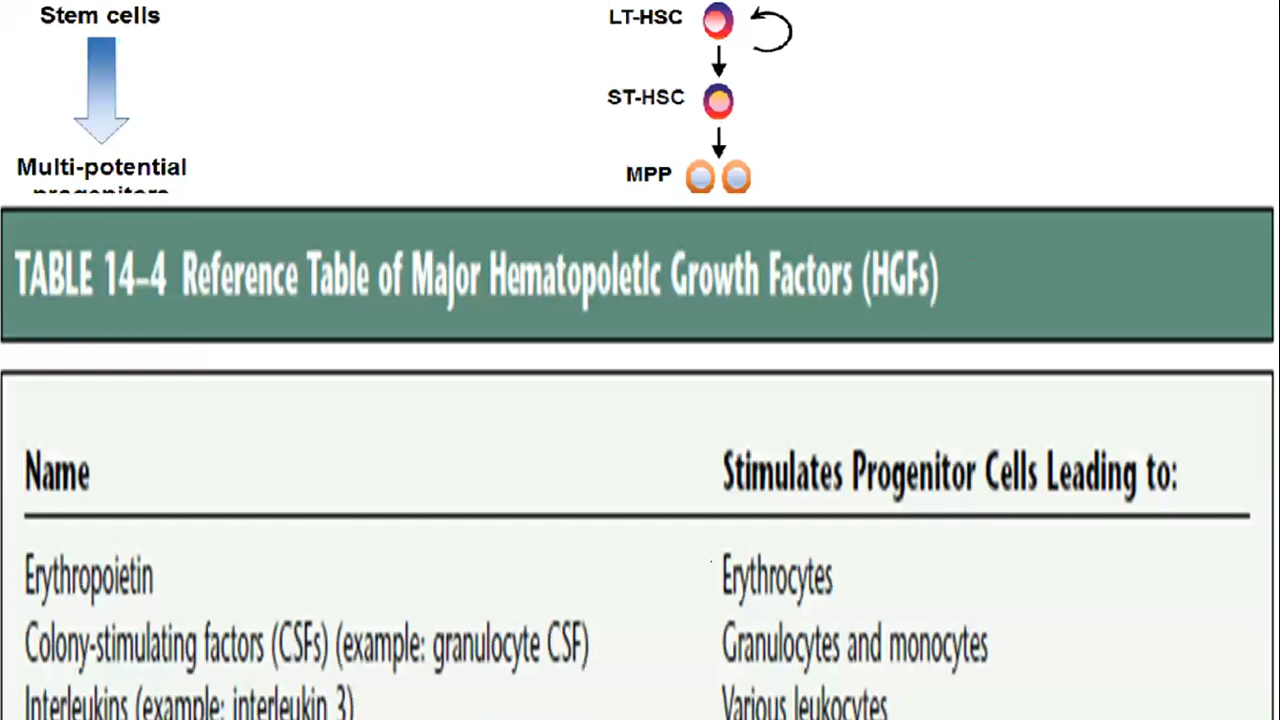 Stem cells
Multi-potential
progenitors
LT-HSC
ST-HSC
MPP
TABLE 14–4 Reference Table of Major Hematopoietic Growth Factors (HGFs)
Name
Stimulates Progenitor Cells Leading to:
Erythropoietin
Erythrocytes
Colony-stimulating factors (CSFs) (example: granulocyte CSF)
Granulocytes and monocytes
Interleukins (example: interleukin 3)
Various leukocytes